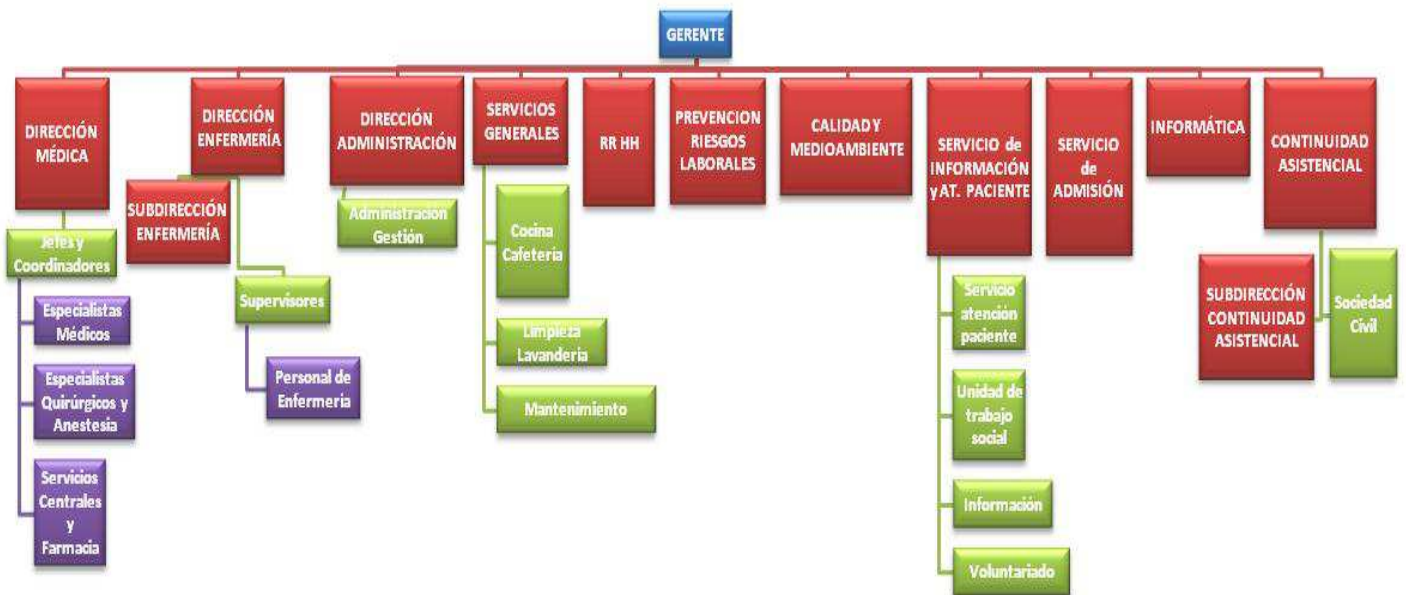 GERENTE
DIRECCIÓN
MÉDICA
DIRECCIÓN
ENFERMERÍA
DIRECCIÓN
ADMINISTRACIÓN
SERVICIOS
GENERALES
RR HH
PREVENCION
RIESGOS
LABORALES
CALIDAD Y
MEDIOAMBIENTE
SERVICIO de
INFORMACIÓN
y AT. PACIENTE
SERVICIO
de
ADMISIÓN
INFORMÁTICA
CONTINUIDAD
ASISTENCIAL
Jefes y
Coordinadores
Especialistas
Médicos
Especialistas
Quirúrgicos y
Anestesia
Servicios
Centrales
y
Farmacia
SUBDIRECCIÓN
ENFERMERÍA
Supervisores
Personal de
Enfermería
Administración
Gestión
Cocina
Cafetería
Limpieza
Lavandería
Mantenimiento
Servicio
atención
paciente
Unidad de
trabajo
social
Información
Voluntariado
SUBDIRECCIÓN
CONTINUIDAD
ASISTENCIAL
Sociedad
Civil